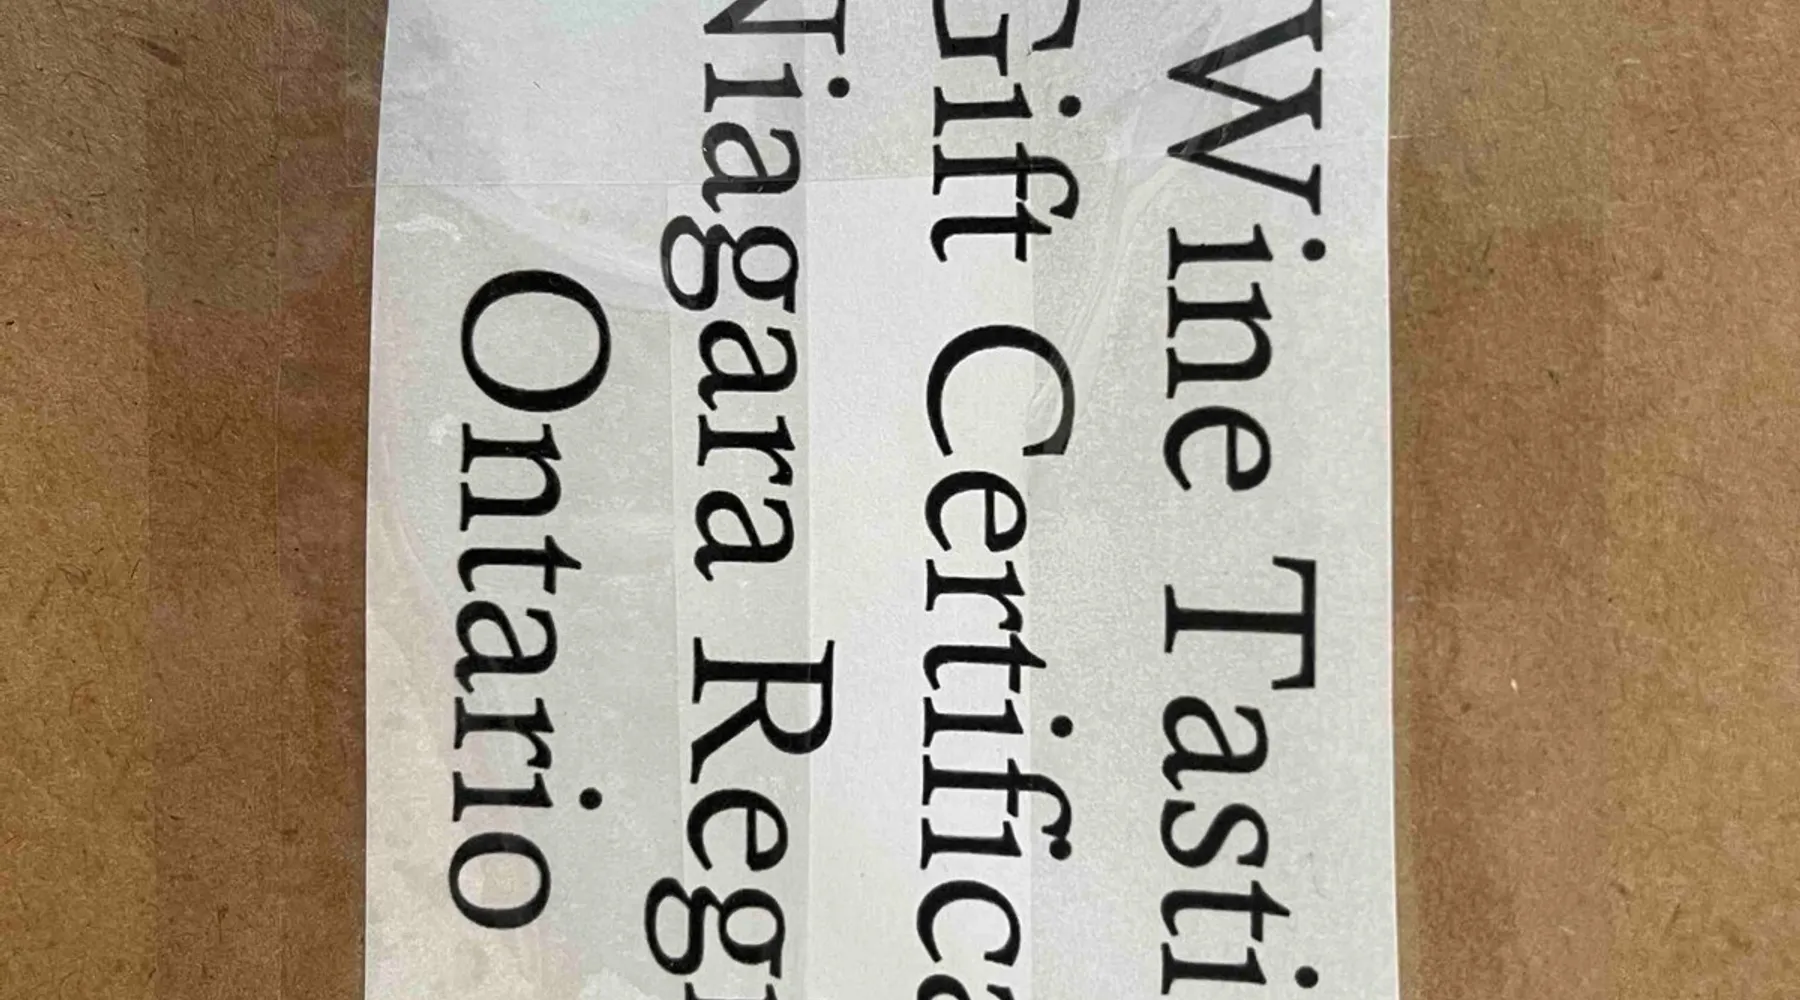 Wine Tasti
Gift Certifica
Niagara Regi
Ontario